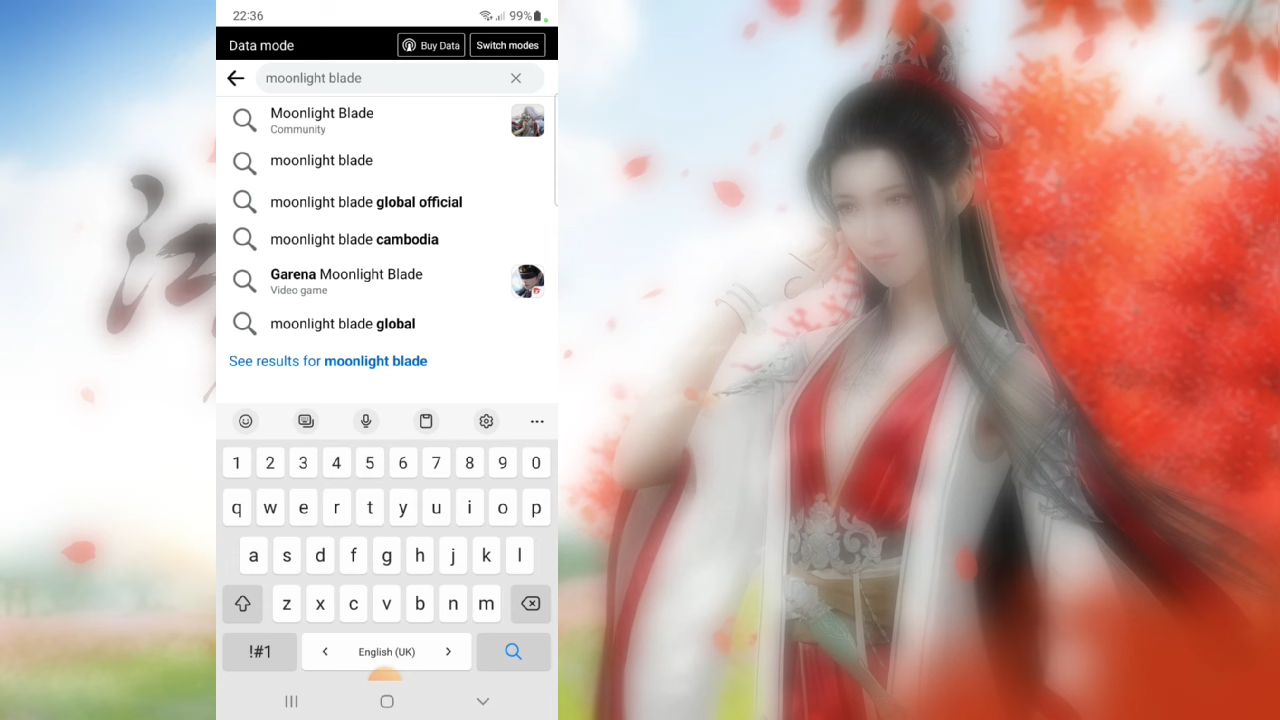 22:36
99%
Data mode
Buy Data
Switch modes
moonlight blade
Moonlight Blade
Community
moonlight blade
moonlight blade global official
moonlight blade cambodia
Garena Moonlight Blade
Video game
moonlight blade global
See results for moonlight blade
1 2 3 4 5 6 7 8 9 0
q w e r t y u i o p
a s d f g h j k l
z x c v b n m
!#1
English (UK)
江